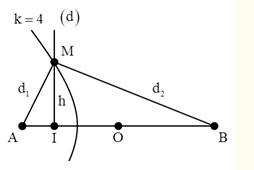 k = 4 (d)
M
d₁ h d₂
A I O B